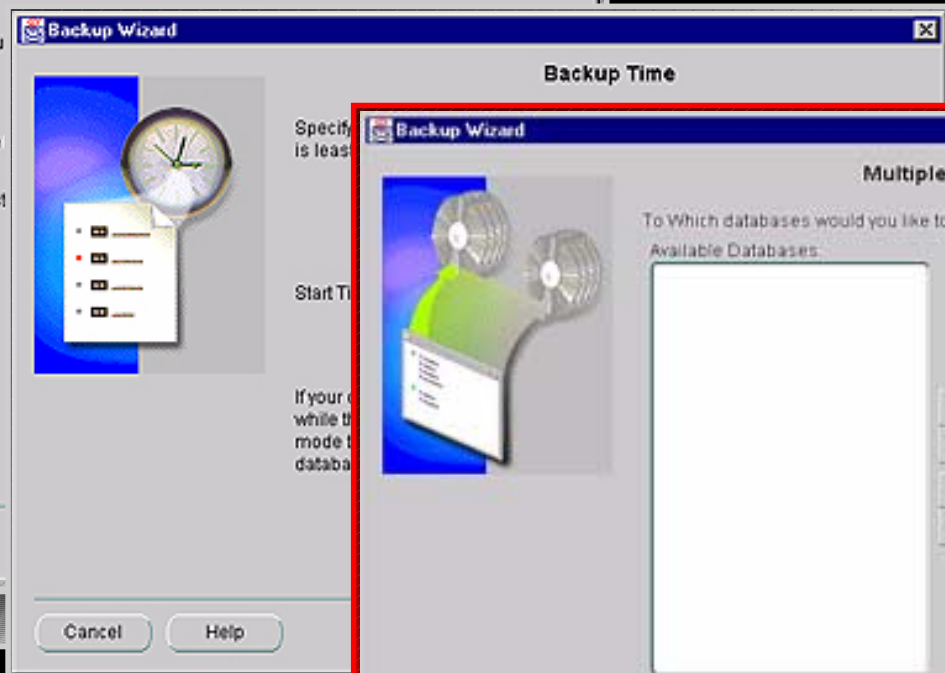 Backup Wizard
Backup Time
Specify
is leas
Start Ti
If your
while th
mode t
databa
Cancel
Help
Backup Wizard
Multiple
To Which databases would you like to
Available Databases: